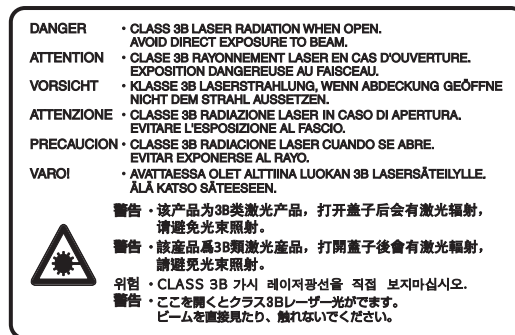 DANGER · CLASS 3B LASER RADIATION WHEN OPEN.
AVOID DIRECT EXPOSURE TO BEAM.
ATTENTION · CLASE 3B RAYONNEMENT LASER EN CAS D'OUVERTURE.
EXPOSITION DANGEREUSE AU FAISCEAU.
VORSICHT · KLASSE 3B LASERSTRAHLUNG, WENN ABDECKUNG GEÖFFNE
NICHT DEM STRAHL AUSSETZEN.
ATTENZIONE · CLASSE 3B RADIAZIONE LASER IN CASO DI APERTURA.
EVITARE L'ESPOSIZIONE AL FASCIO.
PRECAUCION · CLASSE 3B RADIACIONE LASER CUANDO SE ABRE.
EVITAR EXPONERSE AL RAYO.
VARO! · AVATTAESSA OLET ALTTIINA LUOKAN 3B LASERSÄTEILYLLE.
ÄLÄ KATSO SÄTEESEEN.
警告 · 该产品为3B类激光产品，打开盖子后会有激光辐射，
请避免光束照射。
警告 · 該産品爲3B類激光産品，打開蓋子後會有激光輻射，
請避免光束照射。
위험 · CLASS 3B 가시 레이저광선을 직접 보지마십시오.
警告 · ここを開くとクラス3Bレーザー光がでます。
ビームを直接見たり、触れないでください。